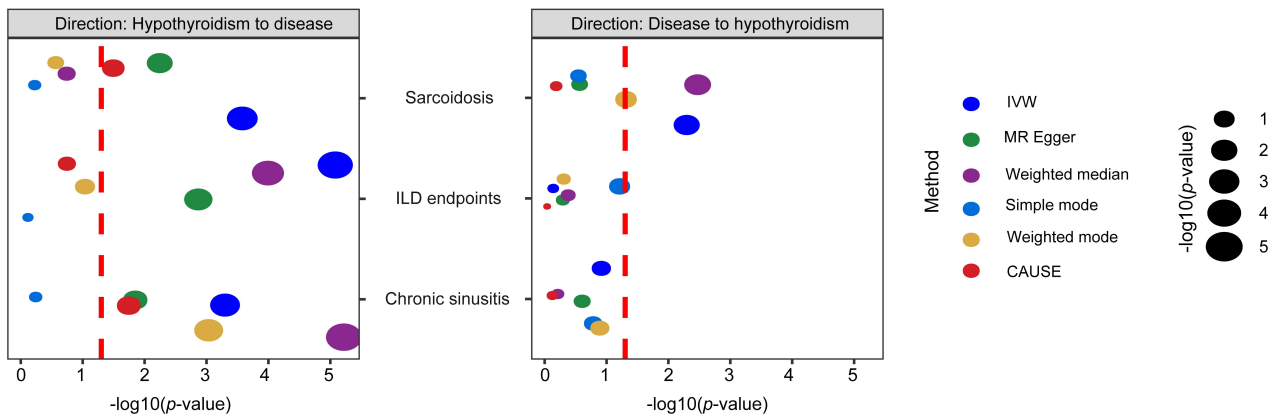 Direction: Hypothyroidism to disease
Direction: Disease to hypothyroidism
Sarcoidosis
ILD endpoints
Chronic sinusitis
0 1 2 3 4 5
-log10(p-value)
0 1 2 3 4 5
-log10(p-value)
Method
IVW
MR Egger
Weighted median
Simple mode
Weighted mode
CAUSE
-log10(p-value)
1
2
3
4
5